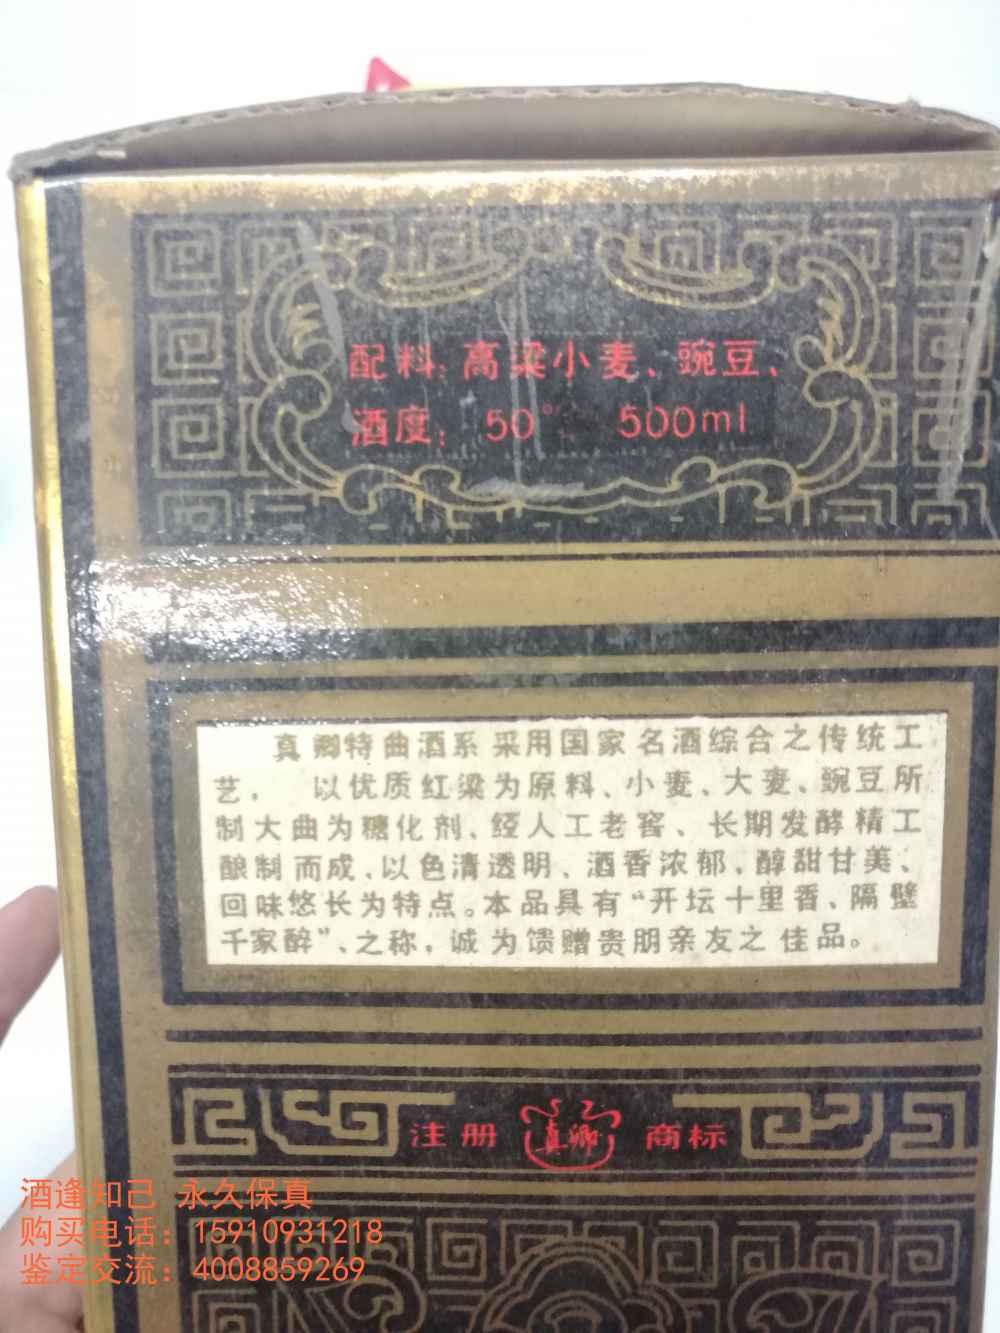 配料：高梁小麦、豌豆、
酒度：50° 500ml
真卿特曲酒系采用国家名酒综合之传统工
艺， 以优质红梁为原料、小麦、大麦、豌豆所
制大曲为糖化剂、经人工老窖、长期发酵精工
酿制而成、以色清透明、酒香浓郁，醇甜甘美、
回味悠长为特点。本品具有“开坛十里香、隔壁
千家醉”、之称，诚为馈赠贵朋亲友之佳品。
注册 真卿 商标
酒逢知己 永久保真
购买电话：15910931218
鉴定交流：4008859269